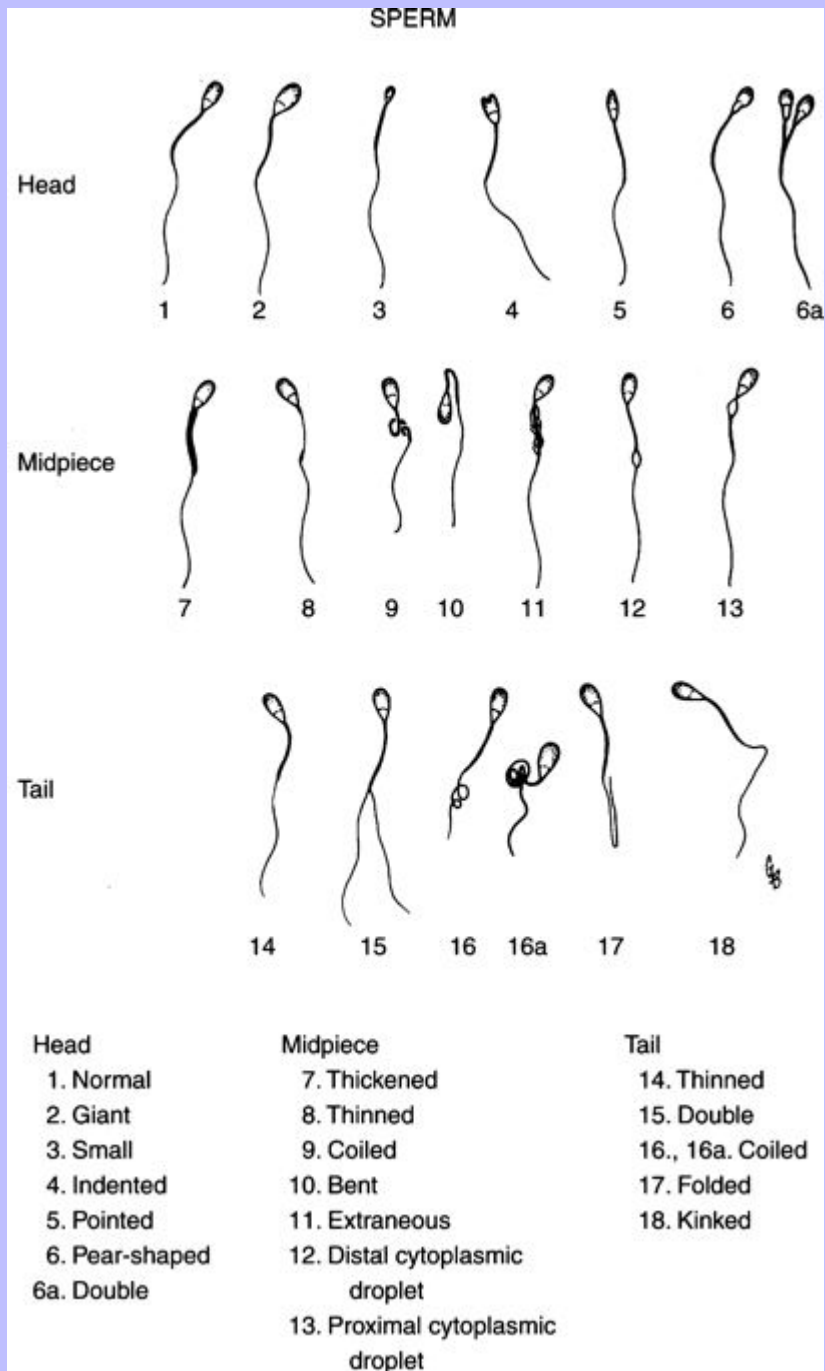 SPERM
Head
1 2 3 4 5 6 6a
Midpiece
7 8 9 10 11 12 13
Tail
14 15 16 16a 17 18
Head
1. Normal
2. Giant
3. Small
4. Indented
5. Pointed
6. Pear-shaped
6a. Double
Midpiece
7. Thickened
8. Thinned
9. Coiled
10. Bent
11. Extraneous
12. Distal cytoplasmic
droplet
13. Proximal cytoplasmic
droplet
Tail
14. Thinned
15. Double
16., 16a. Coiled
17. Folded
18. Kinked